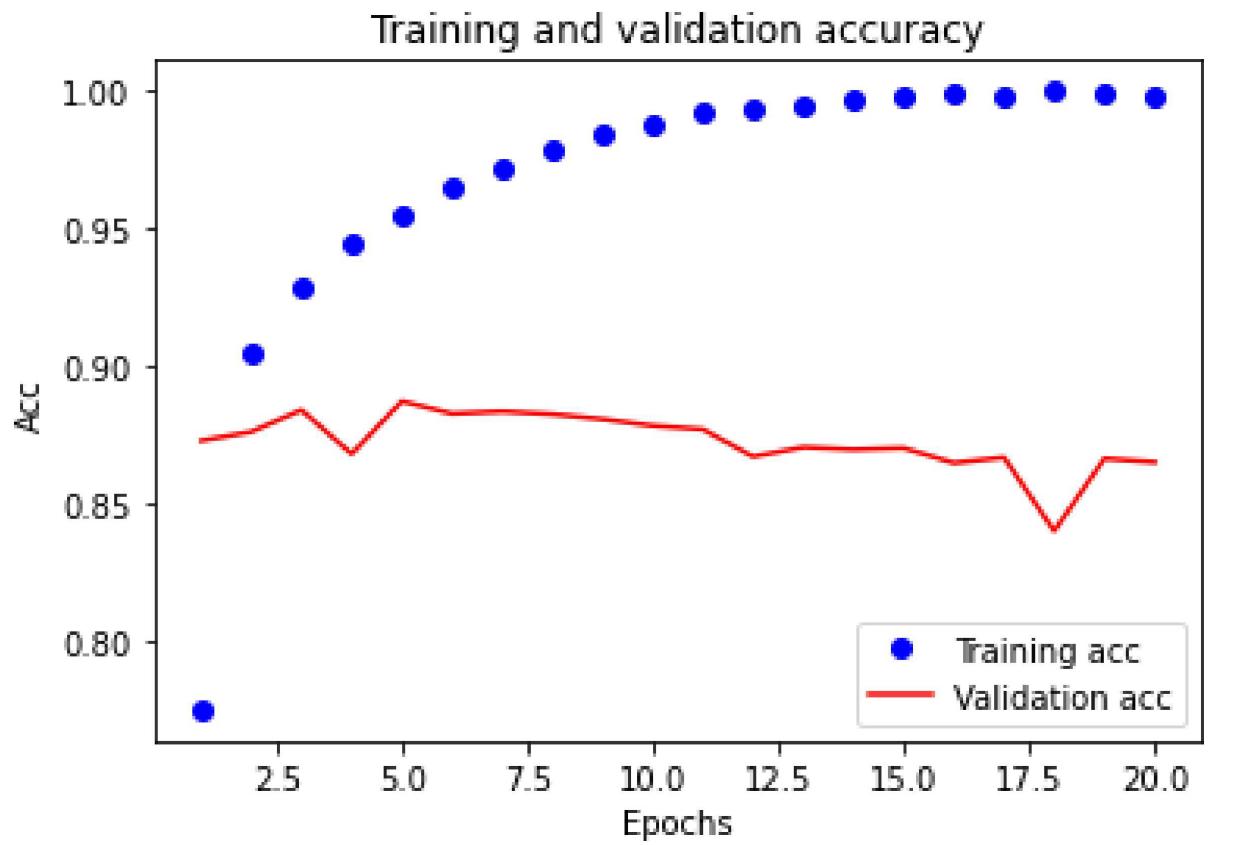 Training and validation accuracy
1.00
0.95
0.90
0.85
0.80
Acc
Training acc
Validation acc
2.5 5.0 7.5 10.0 12.5 15.0 17.5 20.0
Epochs